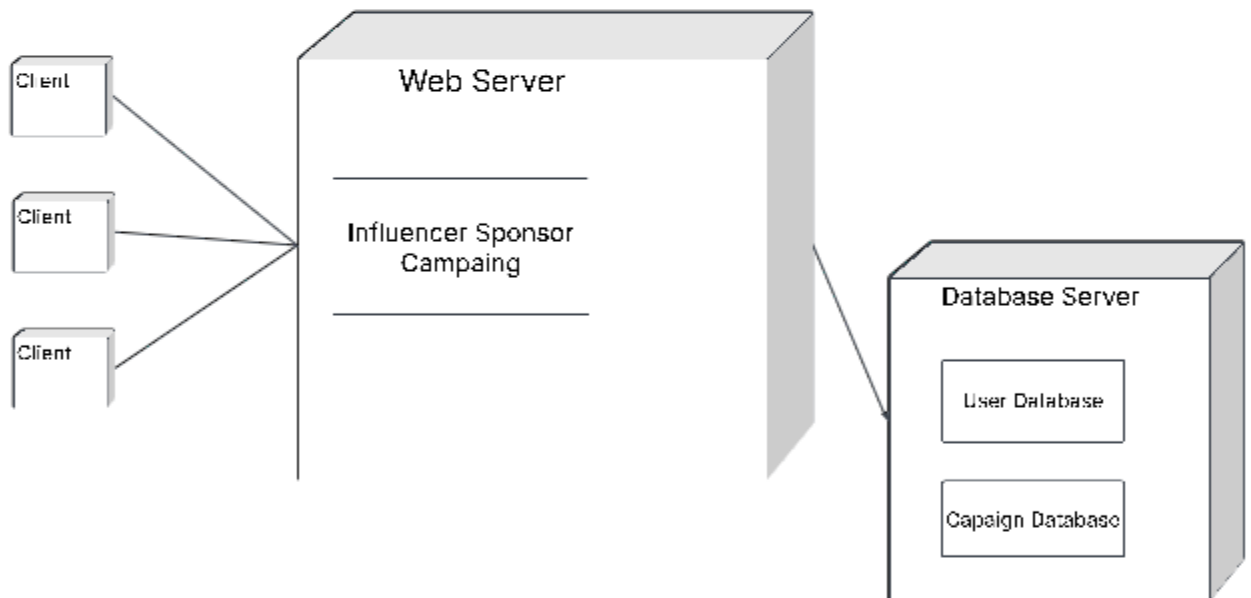 Client
Client
Client
Web Server
Influencer Sponsor
Campaing
Database Server
User Database
Capaign Database